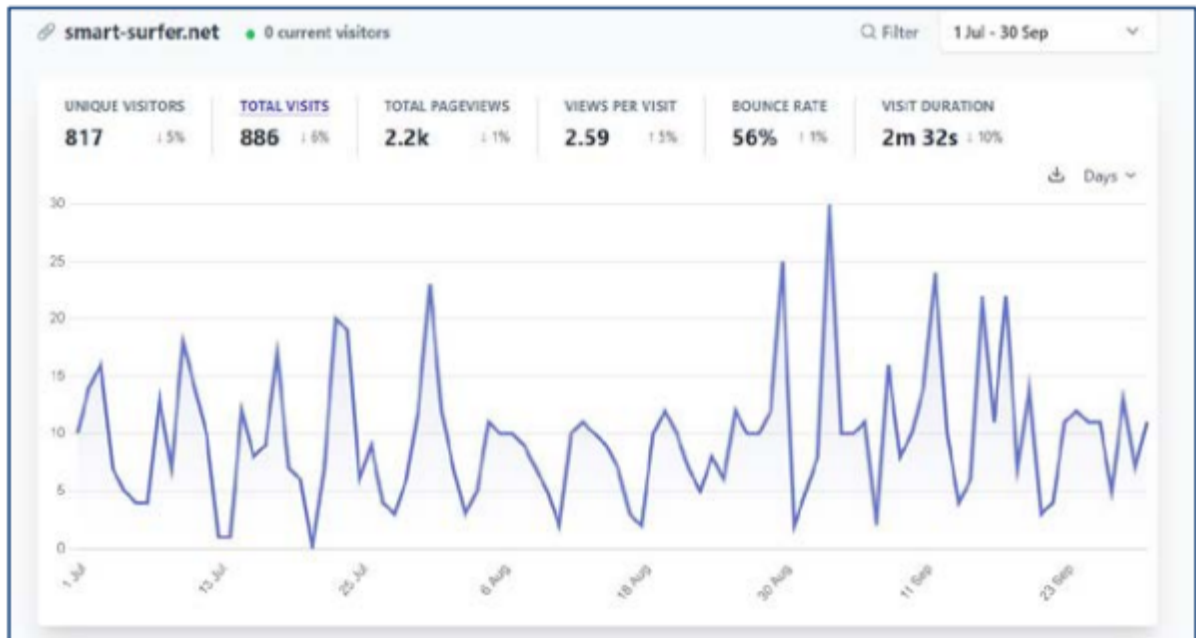 smart-surfer.net 0 current visitors Filter 1 Jul - 30 Sep
UNIQUE VISITORS TOTAL VISITS TOTAL PAGEVIEWS VIEWS PER VISIT BOUNCE RATE VISIT DURATION
817 ↓ 5% 886 ↓ 6% 2.2k ↓ 1% 2.59 ↑ 5% 56% ↑ 1% 2m 32s ↓ 10%
Days
30
25
20
15
10
5
0
1 Jul 13 Jul 25 Jul 6 Aug 18 Aug 30 Aug 11 Sep 23 Sep